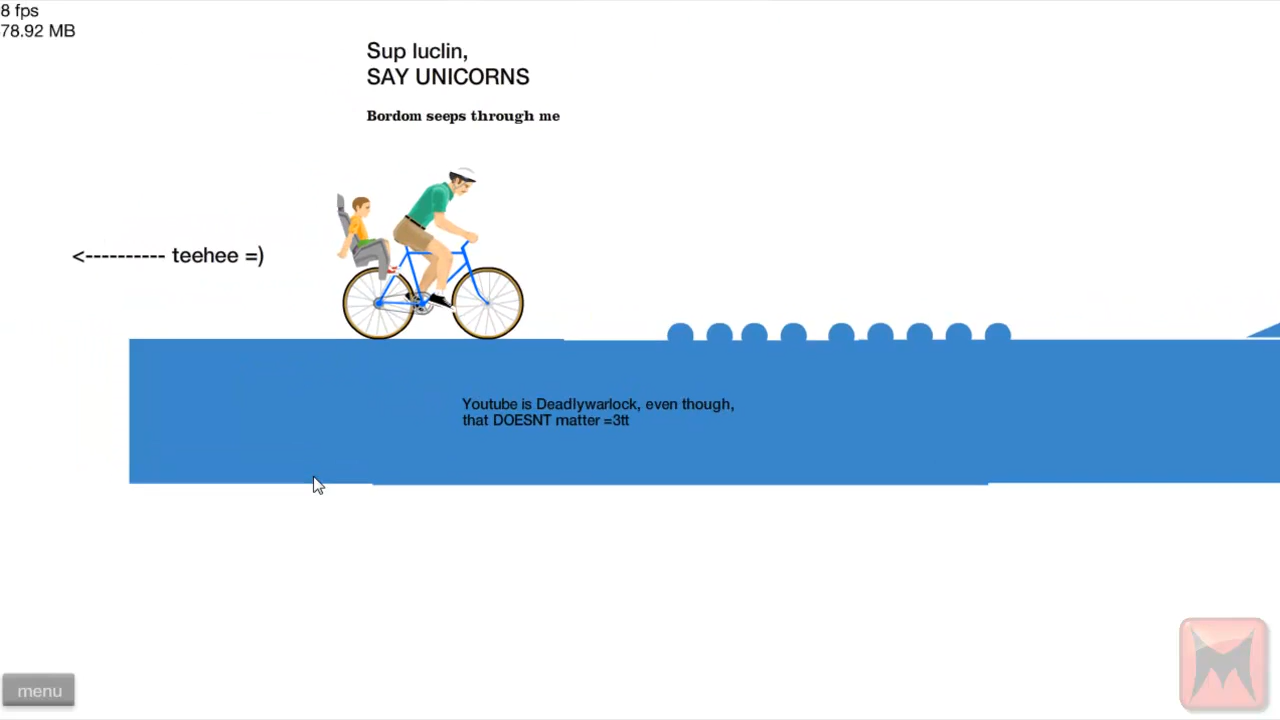 8 fps
78.92 MB
Sup luclin,
SAY UNICORNS
Bordom seeps through me
<---------- teehee =)
Youtube is Deadlywarlock, even though,
that DOESNT matter =3tt
menu